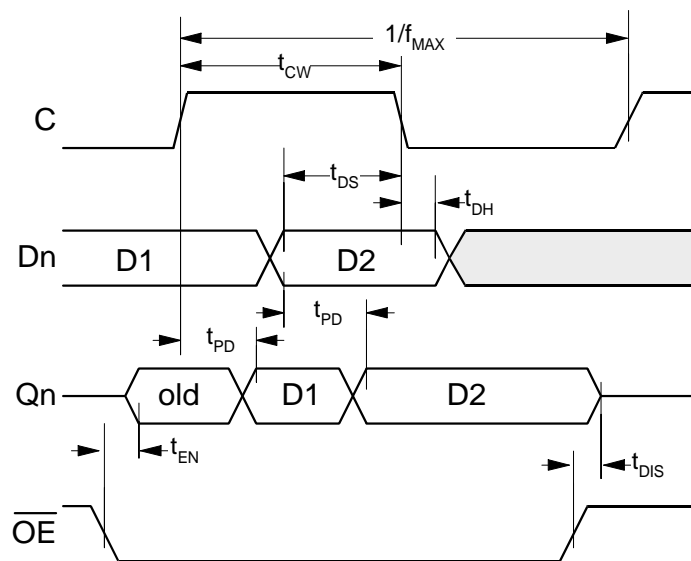 1/fMAX
tCW
C
tDS
tDH
Dn D1 D2
tPD tPD
Qn old D1 D2
tEN tDIS
OE